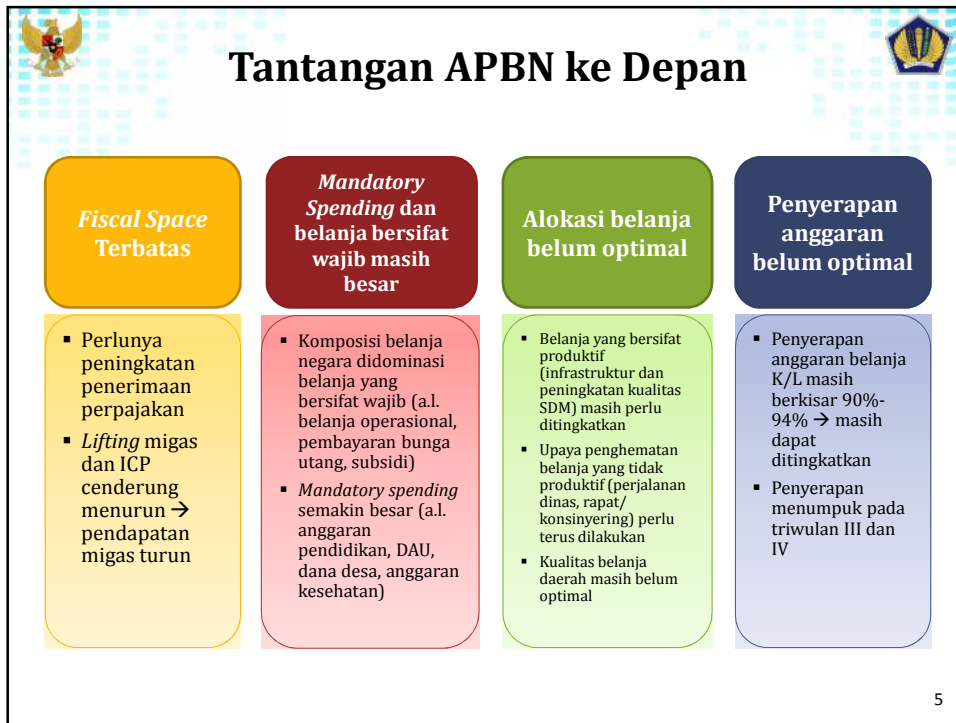 Tantangan APBN ke Depan
Fiscal Space
Terbatas
▪ Perlunya
peningkatan
penerimaan
perpajakan
▪ Lifting migas
dan ICP
cenderung
menurun →
pendapatan
migas turun
Mandatory
Spending dan
belanja bersifat
wajib masih
besar
▪ Komposisi belanja
negara didominasi
belanja yang
bersifat wajib (a.l.
belanja operasional,
pembayaran bunga
utang, subsidi)
▪ Mandatory spending
semakin besar (a.l.
anggaran
pendidikan, DAU,
dana desa, anggaran
kesehatan)
Alokasi belanja
belum optimal
▪ Belanja yang bersifat
produktif
(infrastruktur dan
peningkatan kualitas
SDM) masih perlu
ditingkatkan
▪ Upaya penghematan
belanja yang tidak
produktif (perjalanan
dinas, rapat/
konsinyering) perlu
terus dilakukan
▪ Kualitas belanja
daerah masih belum
optimal
Penyerapan
anggaran
belum optimal
▪ Penyerapan
anggaran belanja
K/L masih
berkisar 90%-
94% → masih
dapat
ditingkatkan
▪ Penyerapan
menumpuk pada
triwulan III dan
IV
5